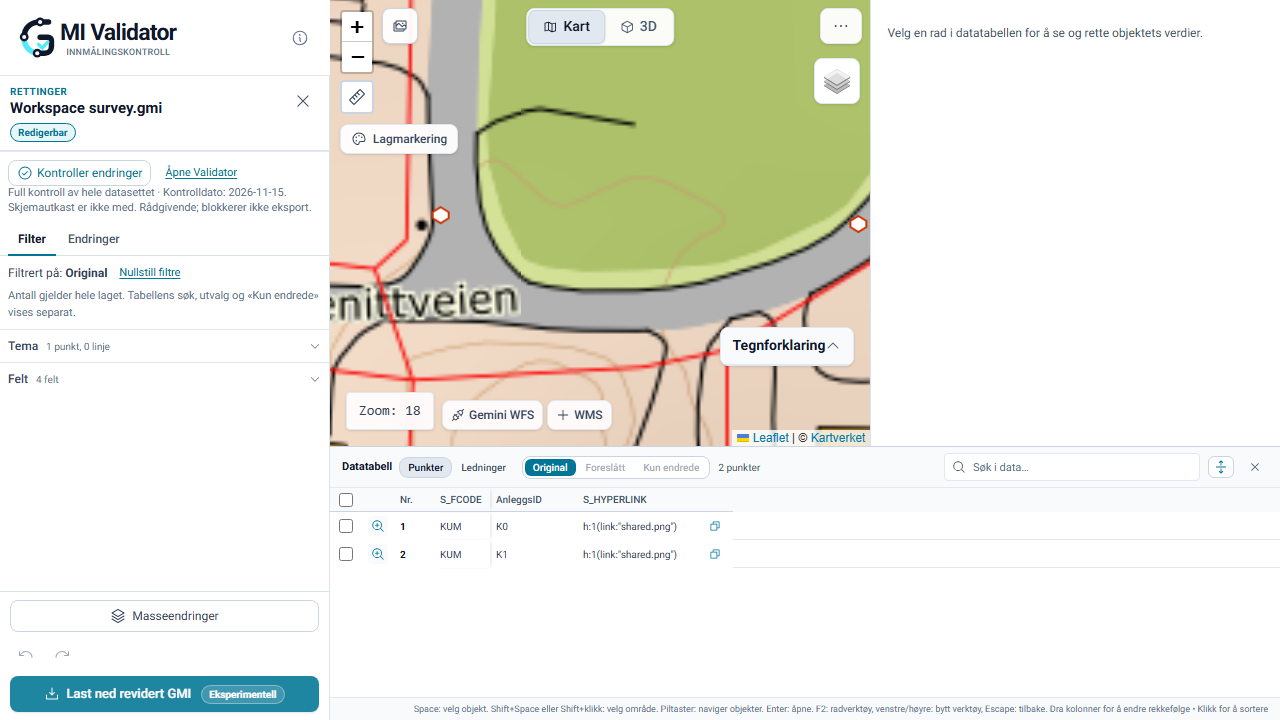 MI Validator
INNMÅLINGSKONTROLL
RETTINGER
Workspace survey.gmi
Redigerbar
Kontroller endringer
Åpne Validator
Full kontroll av hele datasettet · Kontrolldato: 2026-11-15.
Skjemautkast er ikke med. Rådgivende; blokkerer ikke eksport.
Filter
Endringer
Filtrert på: Original
Nullstill filtre
Antall gjelder hele laget. Tabellens søk, utvalg og «Kun endrede»
vises separat.
Tema 1 punkt, 0 linje
Felt 4 felt
Masseendringer
Last ned revidert GMI Eksperimentell
+
−
Kart
3D
...
Lagmarkering
enittveien
Tegnforklaring
Zoom: 18
Gemini WFS
WMS
Leaflet | © Kartverket
Velg en rad i datatabellen for å se og rette objektets verdier.
Datatabell Punkter Ledninger Original Foreslått Kun endrede 2 punkter
Søk i data...
Nr. S_FCODE AnleggsID S_HYPERLINK
1 KUM K0 h:1(link:"shared.png")
2 KUM K1 h:1(link:"shared.png")
Space: velg objekt. Shift+Space eller Shift+klikk: velg område. Piltaster: naviger objekter. Enter: åpne. F2: radverktøy, venstre/høyre: bytt verktøy, Escape: tilbake. Dra kolonner for å endre rekkefølge • Klikk for å sortere